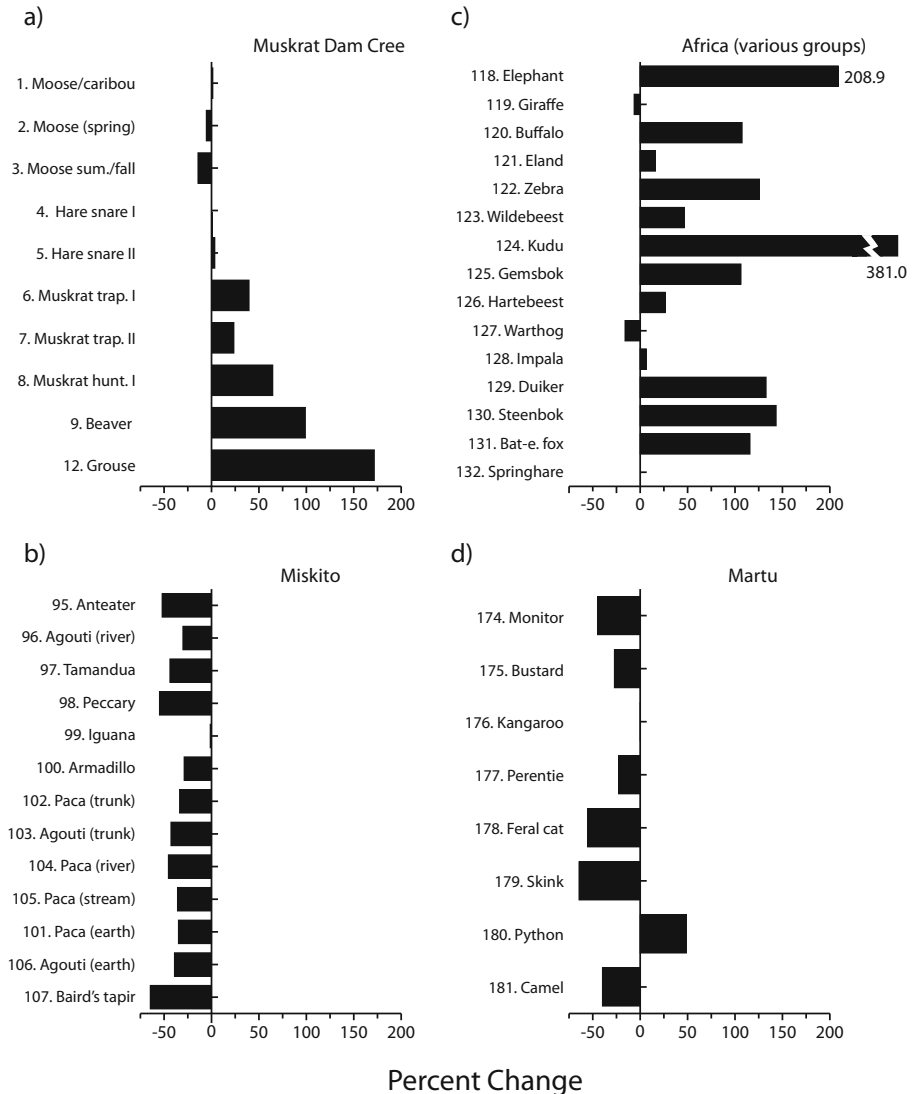 a)
Muskrat Dam Cree
1. Moose/caribou
2. Moose (spring)
3. Moose sum./fall
4. Hare snare I
5. Hare snare II
6. Muskrat trap. I
7. Muskrat trap. II
8. Muskrat hunt. I
9. Beaver
12. Grouse
-50 0 50 100 150 200
b)
Miskito
95. Anteater
96. Agouti (river)
97. Tamandua
98. Peccary
99. Iguana
100. Armadillo
102. Paca (trunk)
103. Agouti (trunk)
104. Paca (river)
105. Paca (stream)
101. Paca (earth)
106. Agouti (earth)
107. Baird's tapir
-50 0 50 100 150 200
c)
Africa (various groups)
118. Elephant 208.9
119. Giraffe
120. Buffalo
121. Eland
122. Zebra
123. Wildebeest
124. Kudu
381.0
125. Gemsbok
126. Hartebeest
127. Warthog
128. Impala
129. Duiker
130. Steenbok
131. Bat-e. fox
132. Springhare
-50 0 50 100 150 200
d)
Martu
174. Monitor
175. Bustard
176. Kangaroo
177. Perentie
178. Feral cat
179. Skink
180. Python
181. Camel
-50 0 50 100 150 200
Percent Change